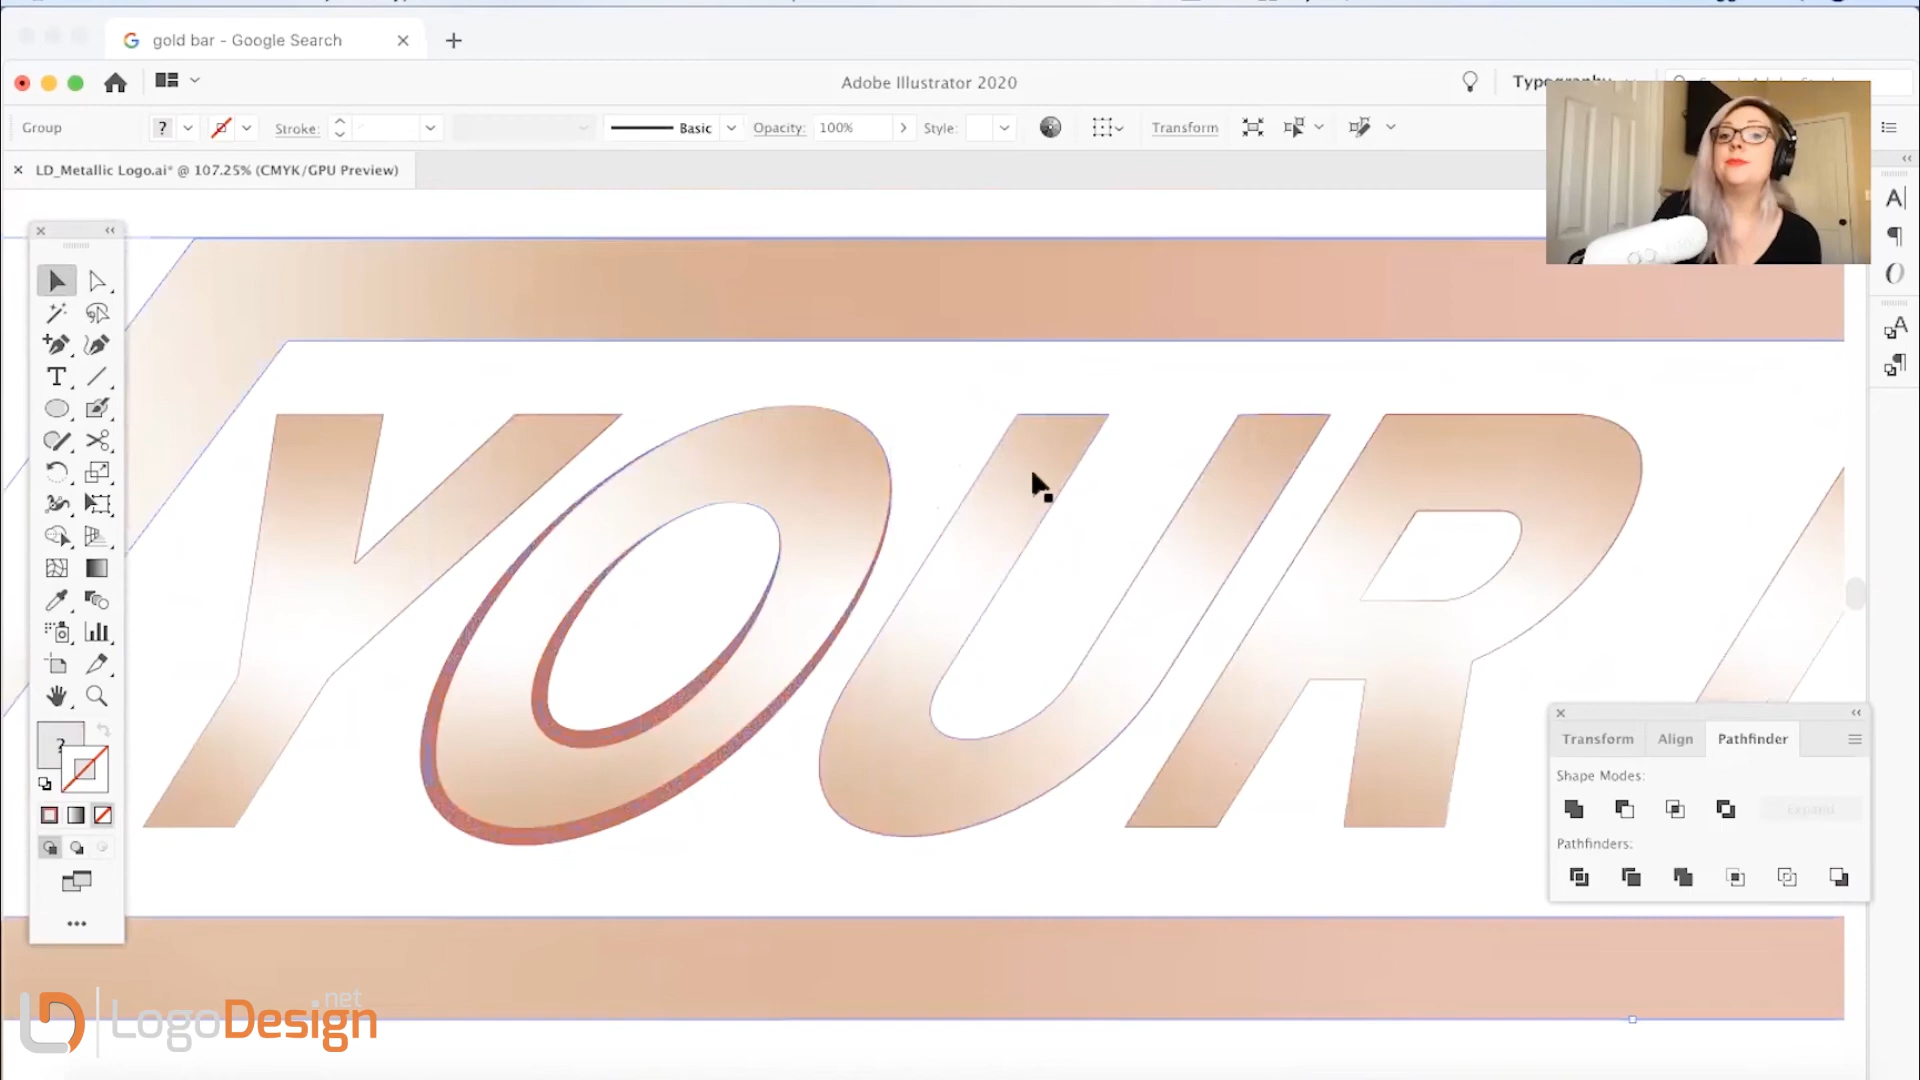 gold bar - Google Search
Adobe Illustrator 2020
Typography
Group
?
Stroke:
Basic
Opacity:
100%
Style:
Transform
LD_Metallic Logo.ai* @ 107.25% (CMYK/GPU Preview)
YOUR
Transform
Align
Pathfinder
Shape Modes:
Expand
Pathfinders:
LD LogoDesign.net